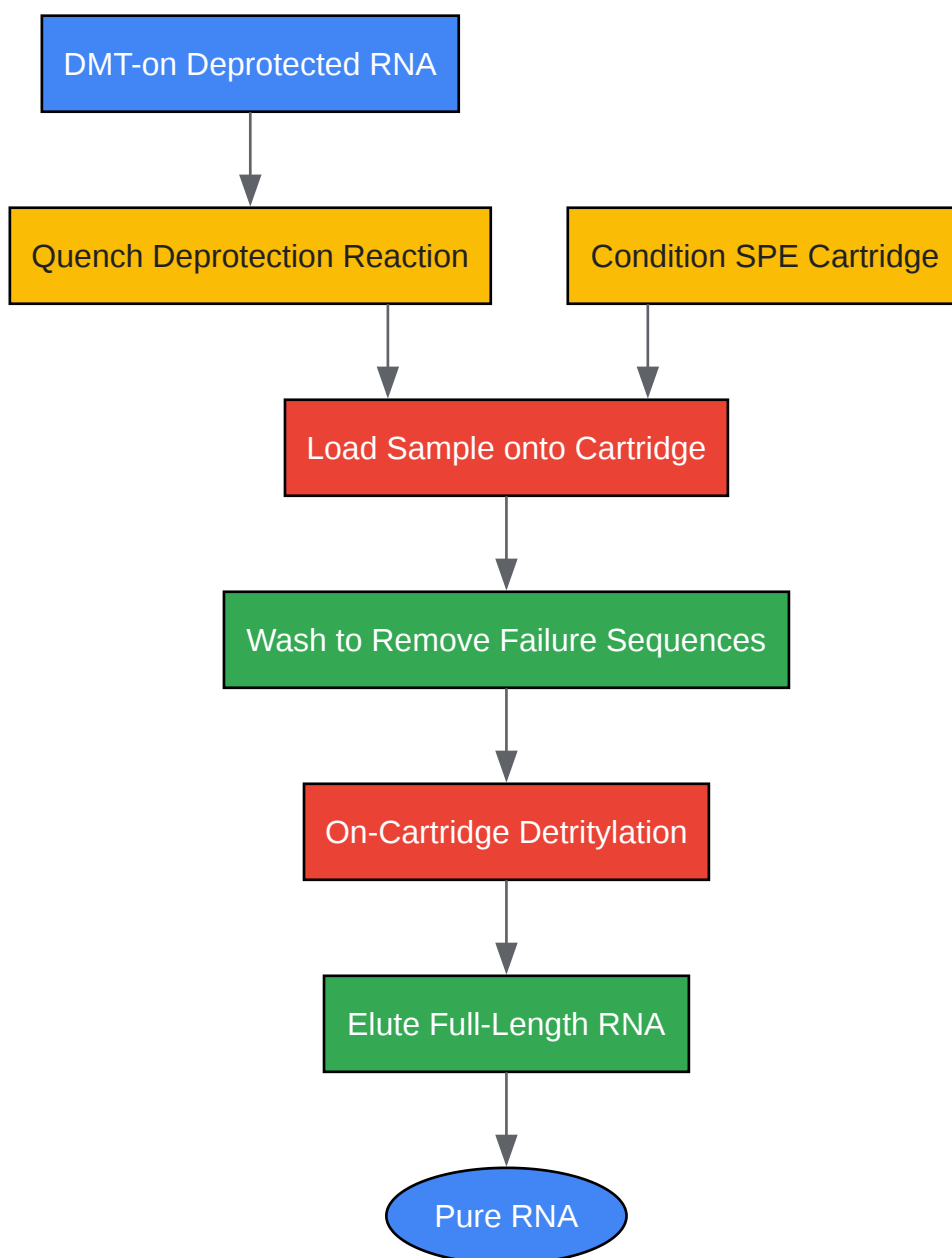 DMT-on Deprotected RNA
Quench Deprotection Reaction
Condition SPE Cartridge
Load Sample onto Cartridge
Wash to Remove Failure Sequences
On-Cartridge Detritylation
Elute Full-Length RNA
Pure RNA